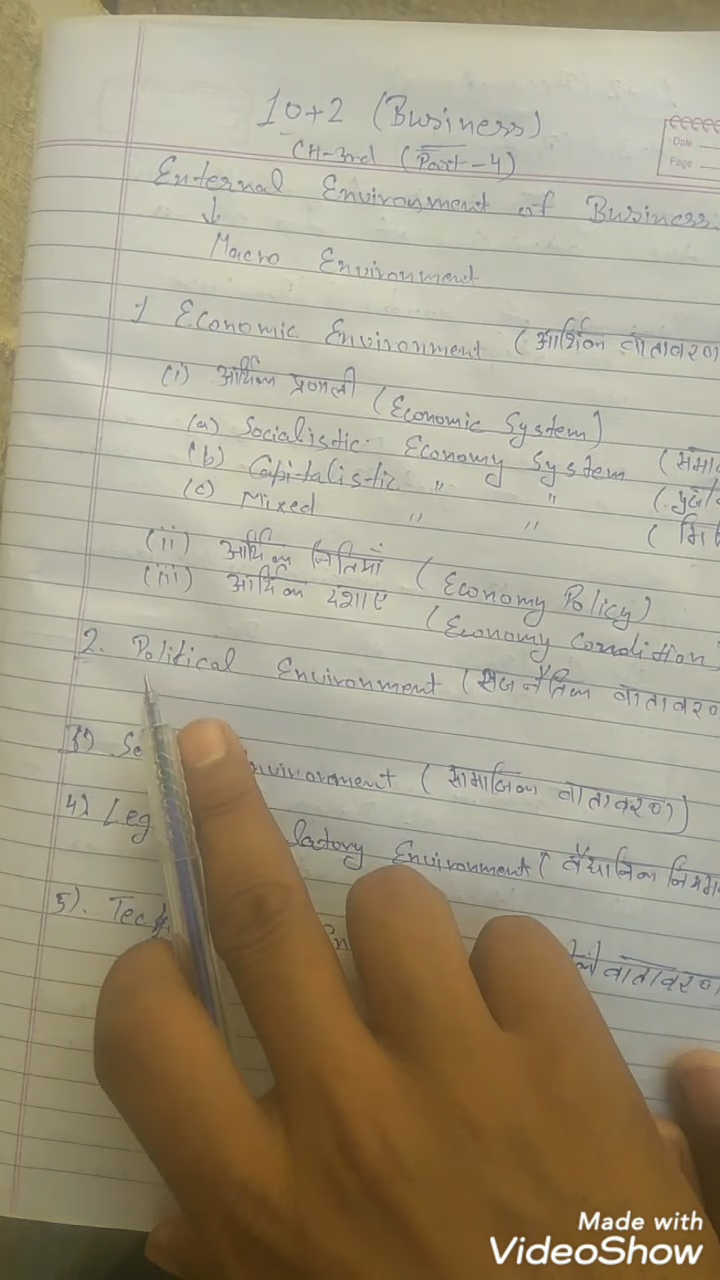 10+2 (Business)
CH-3rd (Part-4)
Date
Page
External Environment of Business.
↓
Macro Environment
1 Economic Environment (आर्थिक वातावरण
(i) आर्थिक प्रणाली (Economic System)
(a) Socialistic Economy System (समा
(b) Capitalistic " " (पुंजी
(c) Mixed " " (मि
(ii) आर्थिक नितियाँ (Economy Policy)
(iii) आर्थिक दशाए (Economy Condition
2. Political Environment (राजनैतिक वातावरण
3) So nvironment (सामाजिक वातावरण)
4) Leg latory Environment (वैधानिक नियम
5). Tec En वातावरण
Made with
VideoShow